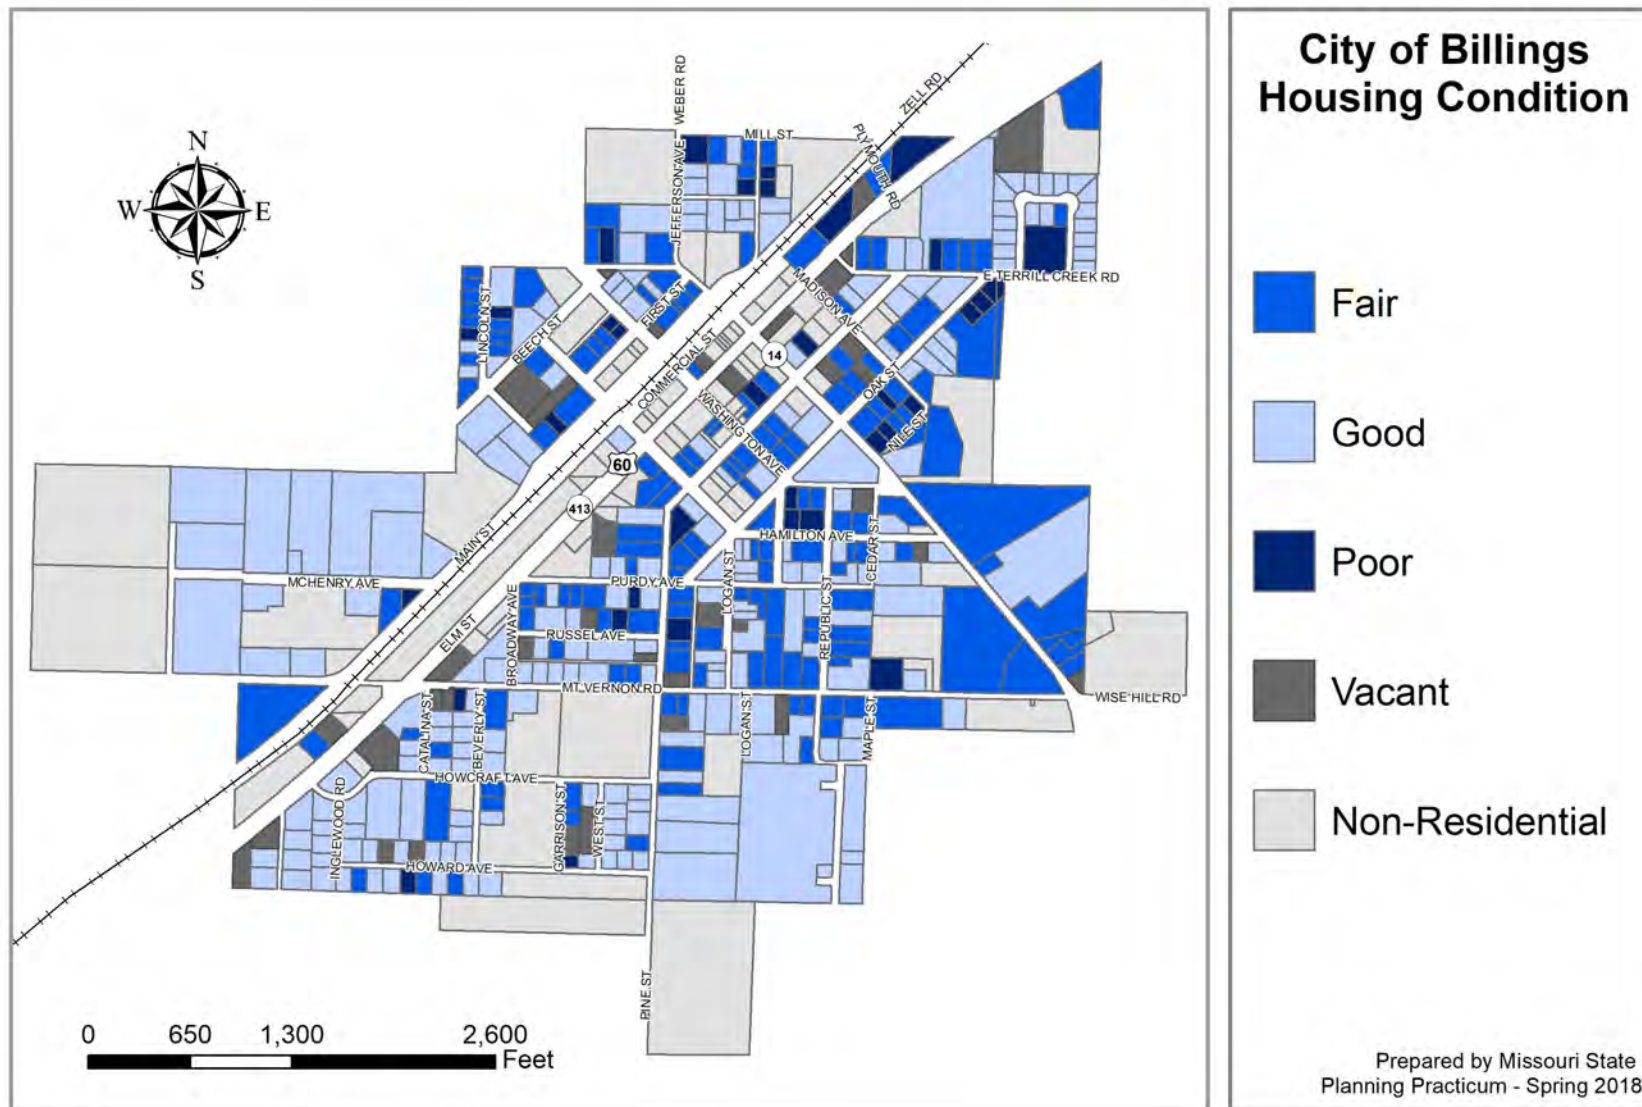 City of Billings
Housing Condition
Fair
Good
Poor
Vacant
Non-Residential
Prepared by Missouri State
Planning Practicum - Spring 2018
N
W
E
S
WEBER RD
ZELL RD
MILL ST
PLYMOUTH RD
JEFFERSON AVE
E TERRILL CREEK RD
MADISON AVE
FIRST ST
LINCOLN ST
BEECH ST
COMMERCIAL ST
14
OAK ST
WASHINGTON AVE
NILE ST
60
413
MAIN ST
HAMILTON AVE
CEDAR ST
MCHENRY AVE
PURDY AVE
LOGAN ST
REPUBLIC ST
BROADWAY AVE
ELM ST
RUSSEL AVE
MT VERNON RD
WISE HILL RD
CATALINA ST
BEVERLY ST
LOGAN ST
MAPLE ST
HOWCRAFT AVE
INGLEWOOD RD
GARRISON ST
WEST ST
HOWARD AVE
PINE ST
0 650 1,300 2,600
Feet